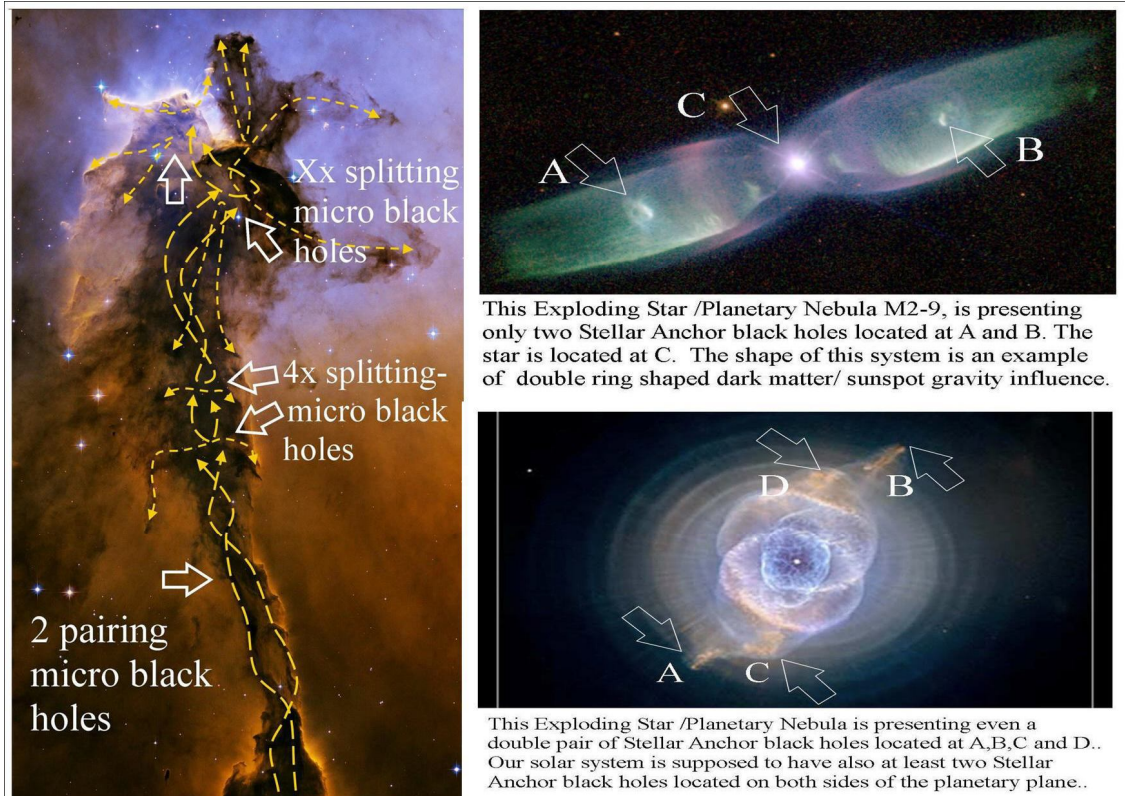 Xx splitting
micro black
holes
4x splitting-
micro black
holes
2 pairing
micro black
holes
A
C
B
This Exploding Star /Planetary Nebula M2-9, is presenting
only two Stellar Anchor black holes located at A and B. The
star is located at C. The shape of this system is an example
of double ring shaped dark matter/ sunspot gravity influence.
D
B
A
C
This Exploding Star /Planetary Nebula is presenting even a
double pair of Stellar Anchor black holes located at A,B,C and D..
Our solar system is supposed to have also at least two Stellar
Anchor black holes located on both sides of the planetary plane..